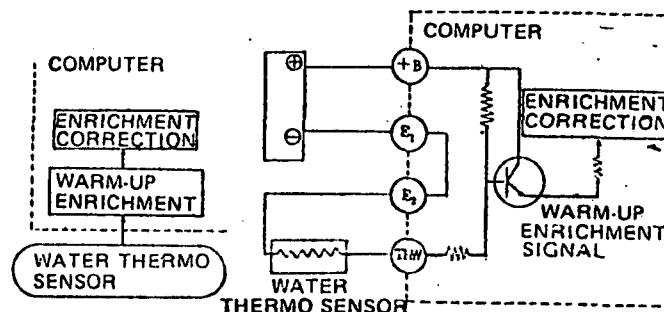 COMPUTER
ENRICHMENT
CORRECTION
WARM-UP
ENRICHMENT
WATER THERMO
SENSOR
COMPUTER
⊕
⊖
+B
E₁
E₂
THW
ENRICHMENT
CORRECTION
WARM-UP
ENRICHMENT
SIGNAL
WATER
THERMO SENSOR